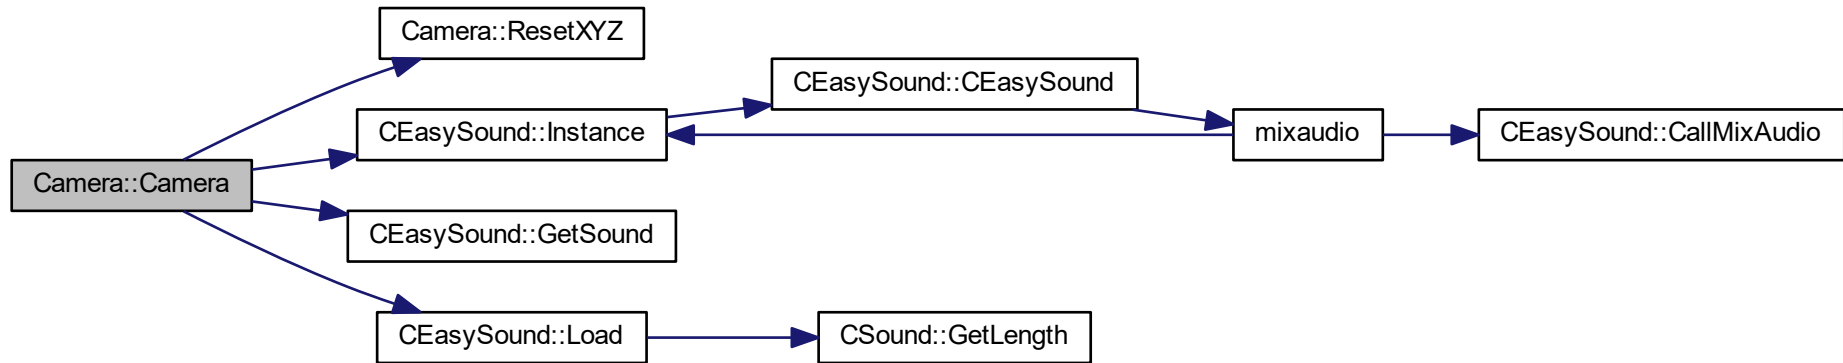 Camera::ResetXYZ
CEasySound::CEasySound
CEasySound::Instance
mixaudio
CEasySound::CallMixAudio
Camera::Camera
CEasySound::GetSound
CEasySound::Load
CSound::GetLength